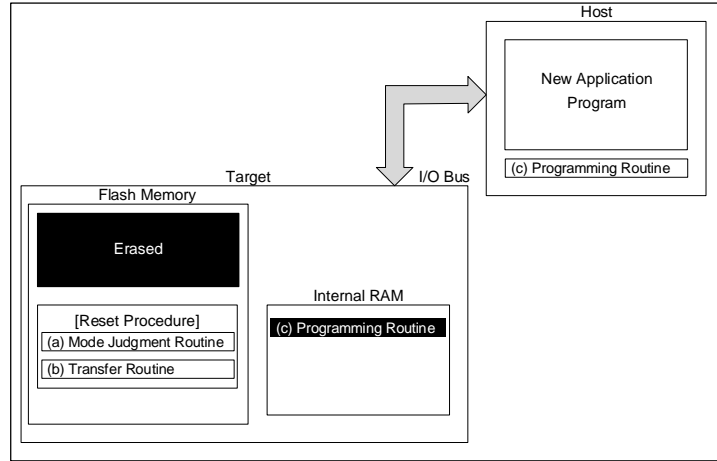 Host
New Application
Program
(c) Programming Routine
Target
I/O Bus
Flash Memory
Erased
[Reset Procedure]
(a) Mode Judgment Routine
(b) Transfer Routine
Internal RAM
(c) Programming Routine